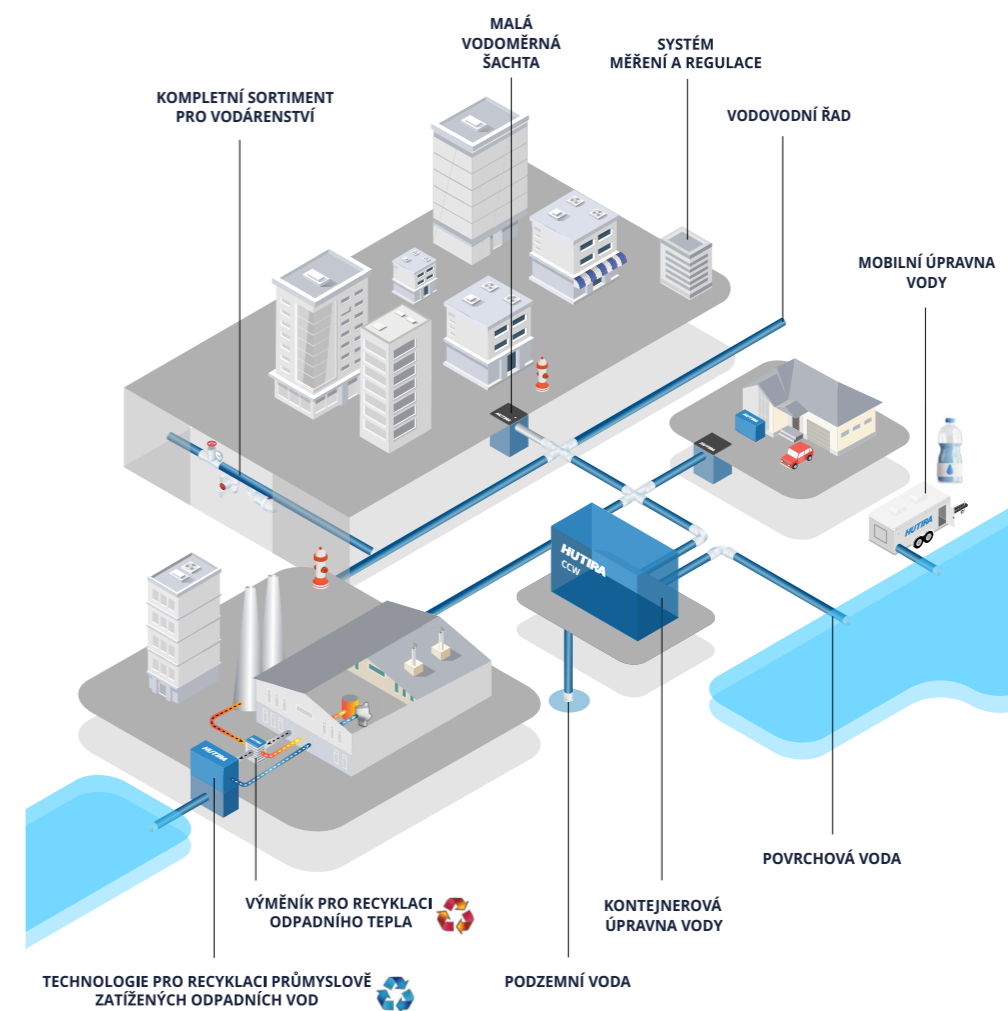 MALÁ
VODOMĚRNÁ
ŠACHTA
SYSTÉM
MĚŘENÍ A REGULACE
KOMPLETNÍ SORTIMENT
PRO VODÁRENSTVÍ
VODOVODNÍ ŘAD
MOBILNÍ ÚPRAVNA
VODY
HUTIRA
HUTIRA
HUTIRA
HUTIRA
CCW
HUTIRA
POVRCHOVÁ VODA
VÝMĚNÍK PRO RECYKLACI
ODPADNÍHO TEPLA
KONTEJNEROVÁ
ÚPRAVNA VODY
TECHNOLOGIE PRO RECYKLACI PRŮMYSLOVĚ
ZATÍŽENÝCH ODPADNÍCH VOD
PODZEMNÍ VODA